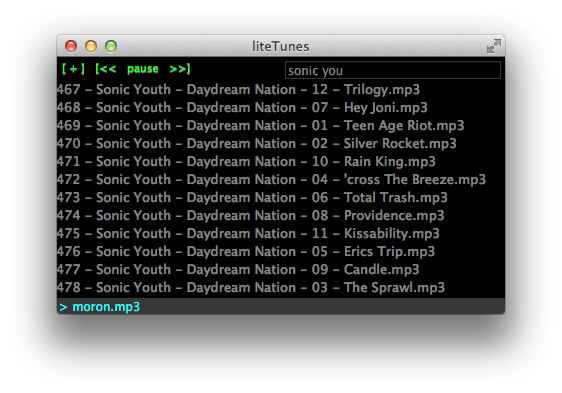 liteTunes
[+] [<< pause >>]
sonic you
467 – Sonic Youth – Daydream Nation – 12 – Trilogy.mp3
468 – Sonic Youth – Daydream Nation – 07 – Hey Joni.mp3
469 – Sonic Youth – Daydream Nation – 01 – Teen Age Riot.mp3
470 – Sonic Youth – Daydream Nation – 02 – Silver Rocket.mp3
471 – Sonic Youth – Daydream Nation – 10 – Rain King.mp3
472 – Sonic Youth – Daydream Nation – 04 – 'cross The Breeze.mp3
473 – Sonic Youth – Daydream Nation – 06 – Total Trash.mp3
474 – Sonic Youth – Daydream Nation – 08 – Providence.mp3
475 – Sonic Youth – Daydream Nation – 11 – Kissability.mp3
476 – Sonic Youth – Daydream Nation – 05 – Erics Trip.mp3
477 – Sonic Youth – Daydream Nation – 09 – Candle.mp3
478 – Sonic Youth – Daydream Nation – 03 – The Sprawl.mp3
> moron.mp3